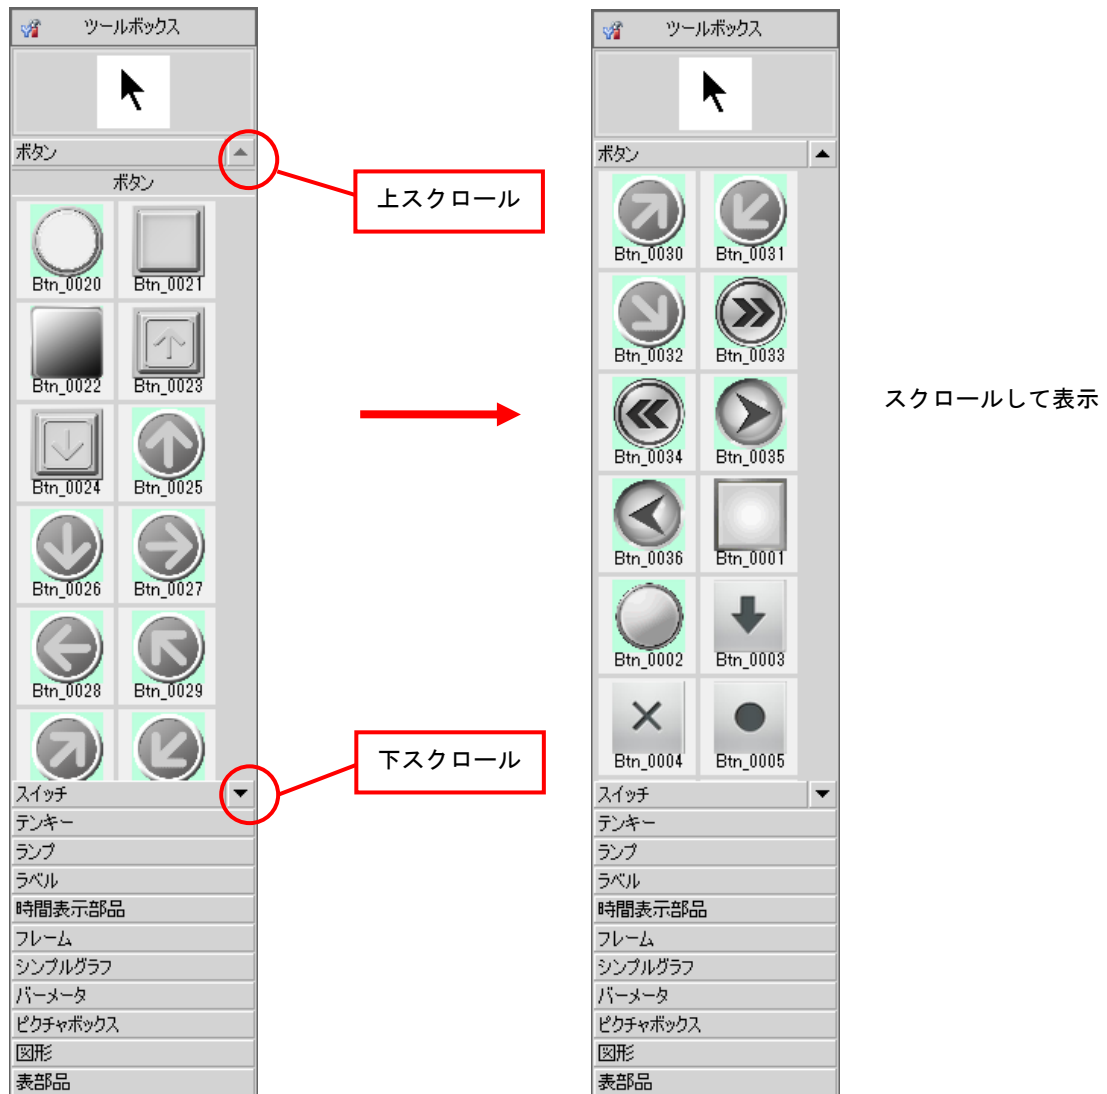 ツールボックス
ボタン
ボタン
Btn_0020 Btn_0021
Btn_0022 Btn_0023
Btn_0024 Btn_0025
Btn_0026 Btn_0027
Btn_0028 Btn_0029
スイッチ
テンキー
ランプ
ラベル
時間表示部品
フレーム
シンプルグラフ
バーメータ
ピクチャボックス
図形
表部品
上スクロール
下スクロール
ツールボックス
ボタン
Btn_0030 Btn_0031
Btn_0032 Btn_0033
Btn_0034 Btn_0035
Btn_0036 Btn_0001
Btn_0002 Btn_0003
Btn_0004 Btn_0005
スイッチ
テンキー
ランプ
ラベル
時間表示部品
フレーム
シンプルグラフ
バーメータ
ピクチャボックス
図形
表部品
スクロールして表示